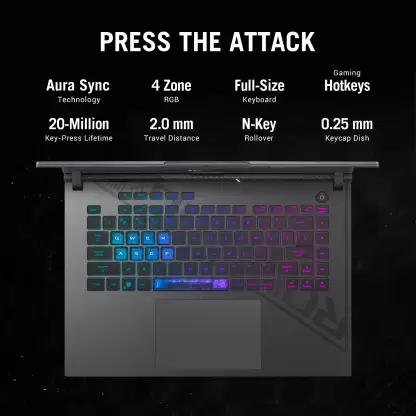 PRESS THE ATTACK
Aura Sync
Technology
4 Zone
RGB
Full-Size
Keyboard
Gaming
Hotkeys
20-Million
Key-Press Lifetime
2.0 mm
Travel Distance
N-Key
Rollover
0.25 mm
Keycap Dish